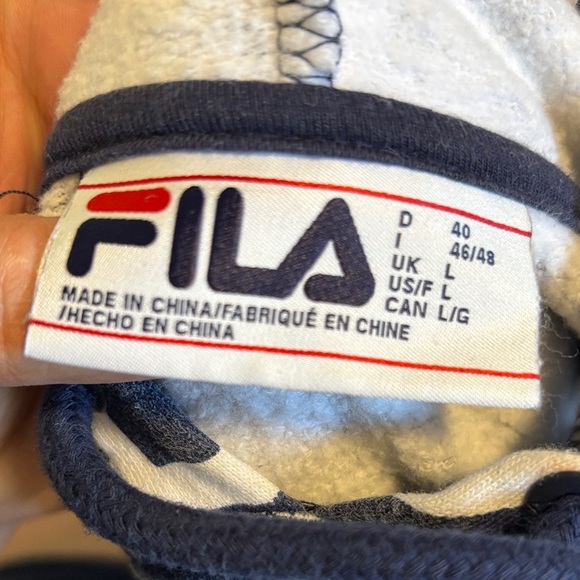 FILA
MADE IN CHINA/FABRIQUÉ EN CHINE
/HECHO EN CHINA
D 40
I 46/48
UK L
US/F L
CAN L/G